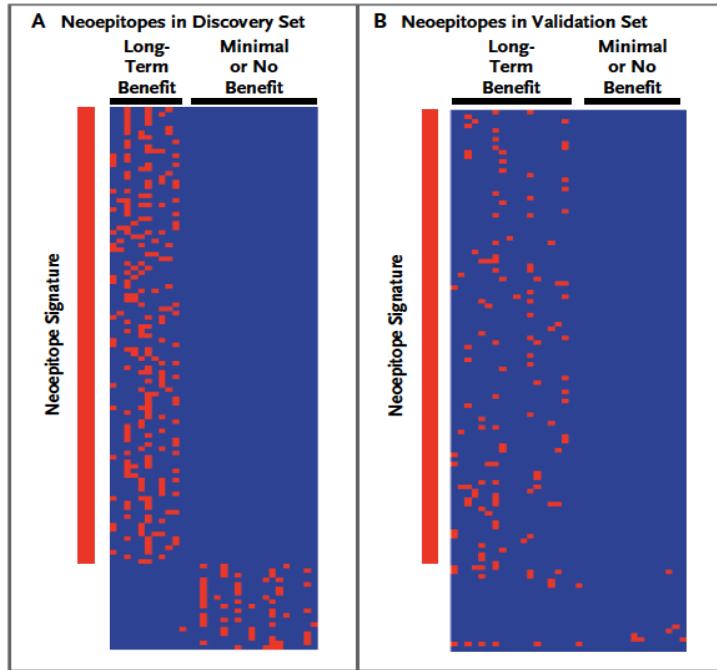 A Neoepitopes in Discovery Set
Long-
Term
Benefit
Minimal
or No
Benefit
Neoepitope Signature
B Neoepitopes in Validation Set
Long-
Term
Benefit
Minimal
or No
Benefit
Neoepitope Signature